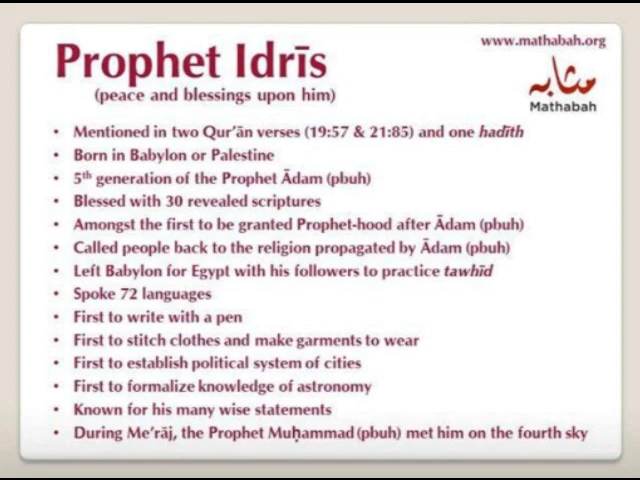 www.mathabah.org
Prophet Idrīs
(peace and blessings upon him)
مثابه
Mathabah
• Mentioned in two Qur’ān verses (19:57 & 21:85) and one hadīth
• Born in Babylon or Palestine
• 5th generation of the Prophet Ādam (pbuh)
• Blessed with 30 revealed scriptures
• Amongst the first to be granted Prophet-hood after Ādam (pbuh)
• Called people back to the religion propagated by Ādam (pbuh)
• Left Babylon for Egypt with his followers to practice tawhīd
• Spoke 72 languages
• First to write with a pen
• First to stitch clothes and make garments to wear
• First to establish political system of cities
• First to formalize knowledge of astronomy
• Known for his many wise statements
• During Me’rāj, the Prophet Muḥammad (pbuh) met him on the fourth sky